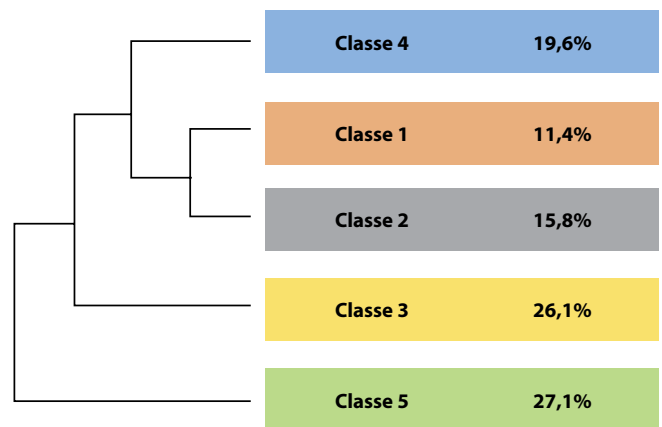 Classe 4 19,6%
Classe 1 11,4%
Classe 2 15,8%
Classe 3 26,1%
Classe 5 27,1%